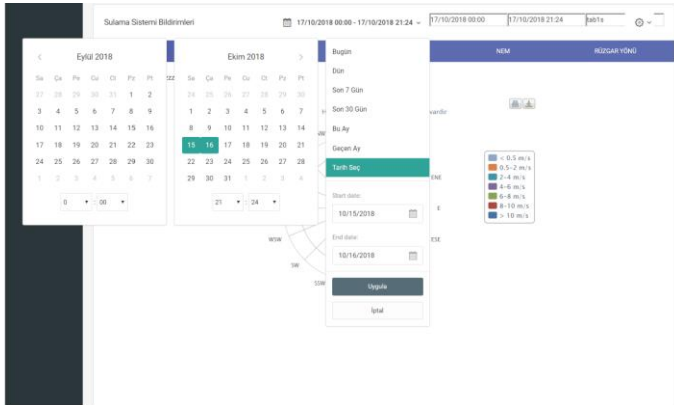 Sulama Sistemi Bildirimleri
17/10/2018 00:00 - 17/10/2018 21:24
17/10/2018 00:00
17/10/2018 21:24
tab1s
NEM
RÜZGAR YÖNÜ
Eylül 2018
Sa Ça Pe Cu Ct Pz Pt
27 28 29 30 31 1 2
3 4 5 6 7 8 9
10 11 12 13 14 15 16
17 18 19 20 21 22 23
24 25 26 27 28 29 30
1 2 3 4 5 6 7
0 : 00
Ekim 2018
Sa Ça Pe Cu Ct Pz Pt
24 25 26 27 28 29 30
1 2 3 4 5 6 7
8 9 10 11 12 13 14
15 16 17 18 19 20 21
22 23 24 25 26 27 28
29 30 31 1 2 3 4
21 : 24
Bugün
Dün
Son 7 Gün
Son 30 Gün
Bu Ay
Geçen Ay
Tarih Seç
Start date:
10/15/2018
End date:
10/16/2018
Uygula
İptal
vardır
ENE
E
ESE
WSW
SW
SSW
< 0.5 m/s
0.5-2 m/s
2-4 m/s
4-6 m/s
6-8 m/s
8-10 m/s
> 10 m/s